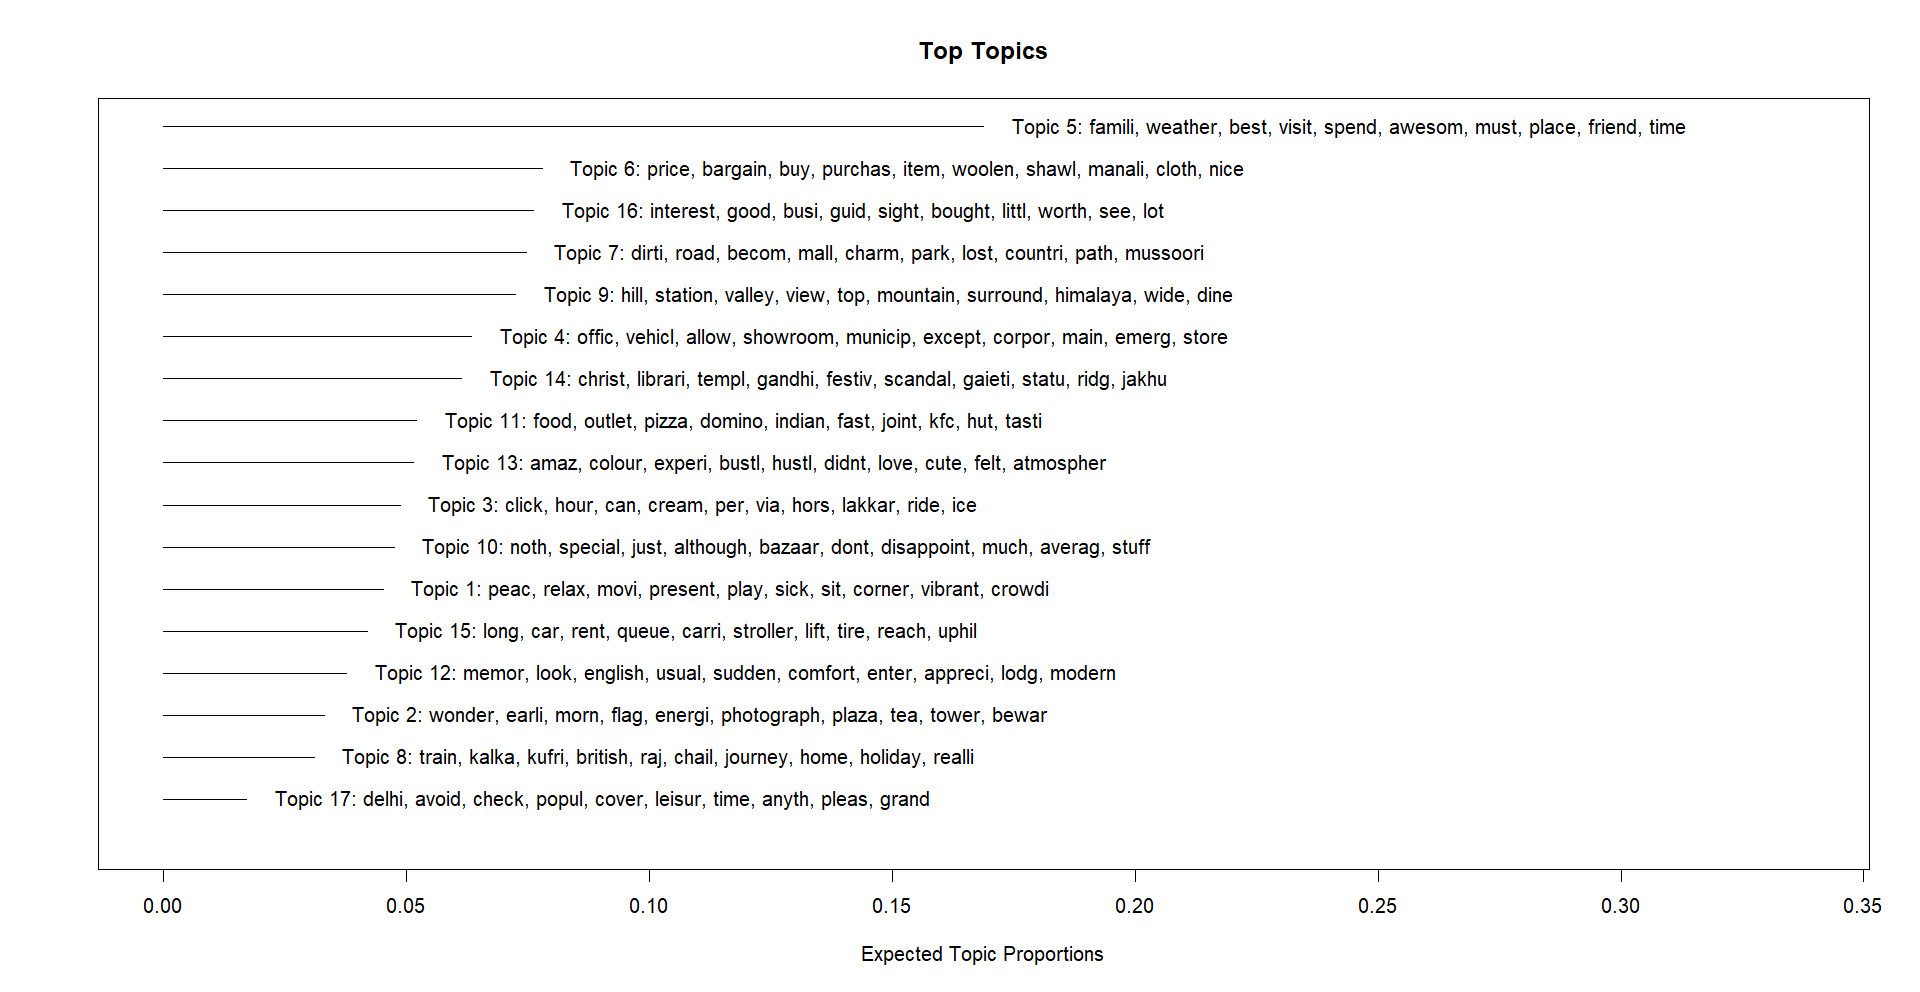 Top Topics
Topic 5: famili, weather, best, visit, spend, awesom, must, place, friend, time
Topic 6: price, bargain, buy, purchas, item, woolen, shawl, manali, cloth, nice
Topic 16: interest, good, busi, guid, sight, bought, littl, worth, see, lot
Topic 7: dirti, road, becom, mall, charm, park, lost, countri, path, mussoori
Topic 9: hill, station, valley, view, top, mountain, surround, himalaya, wide, dine
Topic 4: offic, vehicl, allow, showroom, municip, except, corpor, main, emerg, store
Topic 14: christ, librari, templ, gandhi, festiv, scandal, gaieti, statu, ridg, jakhu
Topic 11: food, outlet, pizza, domino, indian, fast, joint, kfc, hut, tasti
Topic 13: amaz, colour, experi, bustl, hustl, didnt, love, cute, felt, atmospher
Topic 3: click, hour, can, cream, per, via, hors, lakkar, ride, ice
Topic 10: noth, special, just, although, bazaar, dont, disappoint, much, averag, stuff
Topic 1: peac, relax, movi, present, play, sick, sit, corner, vibrant, crowdi
Topic 15: long, car, rent, queue, carri, stroller, lift, tire, reach, uphil
Topic 12: memor, look, english, usual, sudden, comfort, enter, appreci, lodg, modern
Topic 2: wonder, earli, morn, flag, energi, photograph, plaza, tea, tower, bewar
Topic 8: train, kalka, kufri, british, raj, chail, journey, home, holiday, realli
Topic 17: delhi, avoid, check, popul, cover, leisur, time, anyth, pleas, grand
0.00 0.05 0.10 0.15 0.20 0.25 0.30 0.35
Expected Topic Proportions